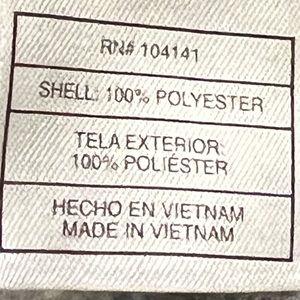 RN# 104141
SHELL: 100% POLYESTER
TELA EXTERIOR:
100% POLIÉSTER
HECHO EN VIETNAM
MADE IN VIETNAM